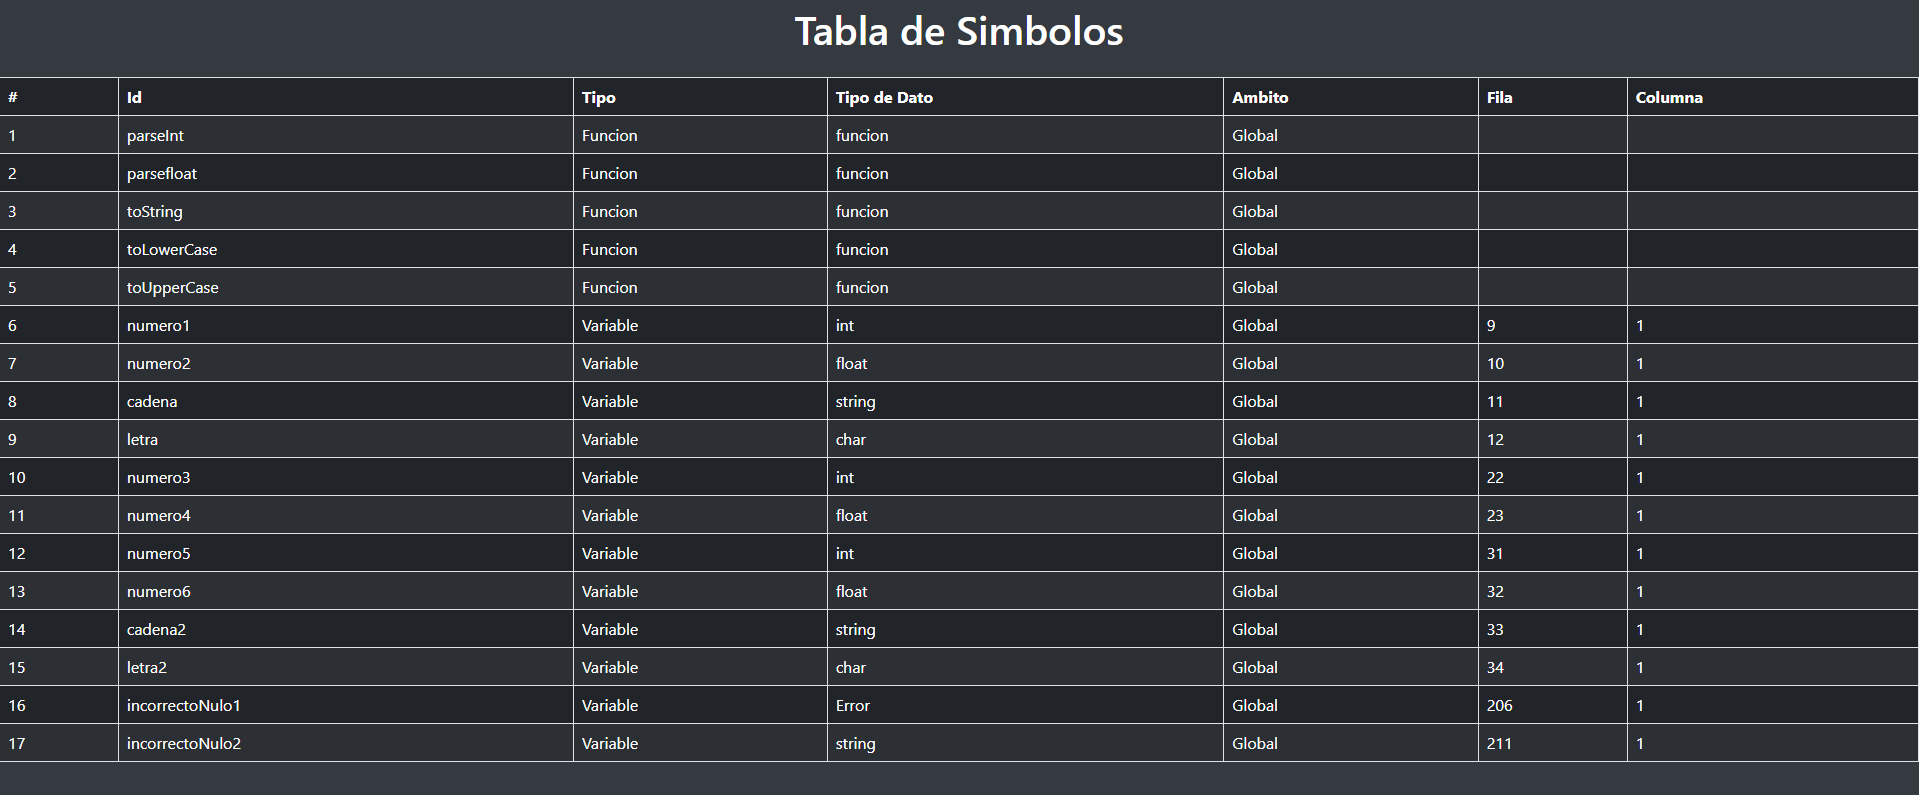 Tabla de Simbolos
# Id Tipo Tipo de Dato Ambito Fila Columna
1 parseInt Funcion funcion Global
2 parsefloat Funcion funcion Global
3 toString Funcion funcion Global
4 toLowerCase Funcion funcion Global
5 toUpperCase Funcion funcion Global
6 numero1 Variable int Global 9 1
7 numero2 Variable float Global 10 1
8 cadena Variable string Global 11 1
9 letra Variable char Global 12 1
10 numero3 Variable int Global 22 1
11 numero4 Variable float Global 23 1
12 numero5 Variable int Global 31 1
13 numero6 Variable float Global 32 1
14 cadena2 Variable string Global 33 1
15 letra2 Variable char Global 34 1
16 incorrectoNulo1 Variable Error Global 206 1
17 incorrectoNulo2 Variable string Global 211 1